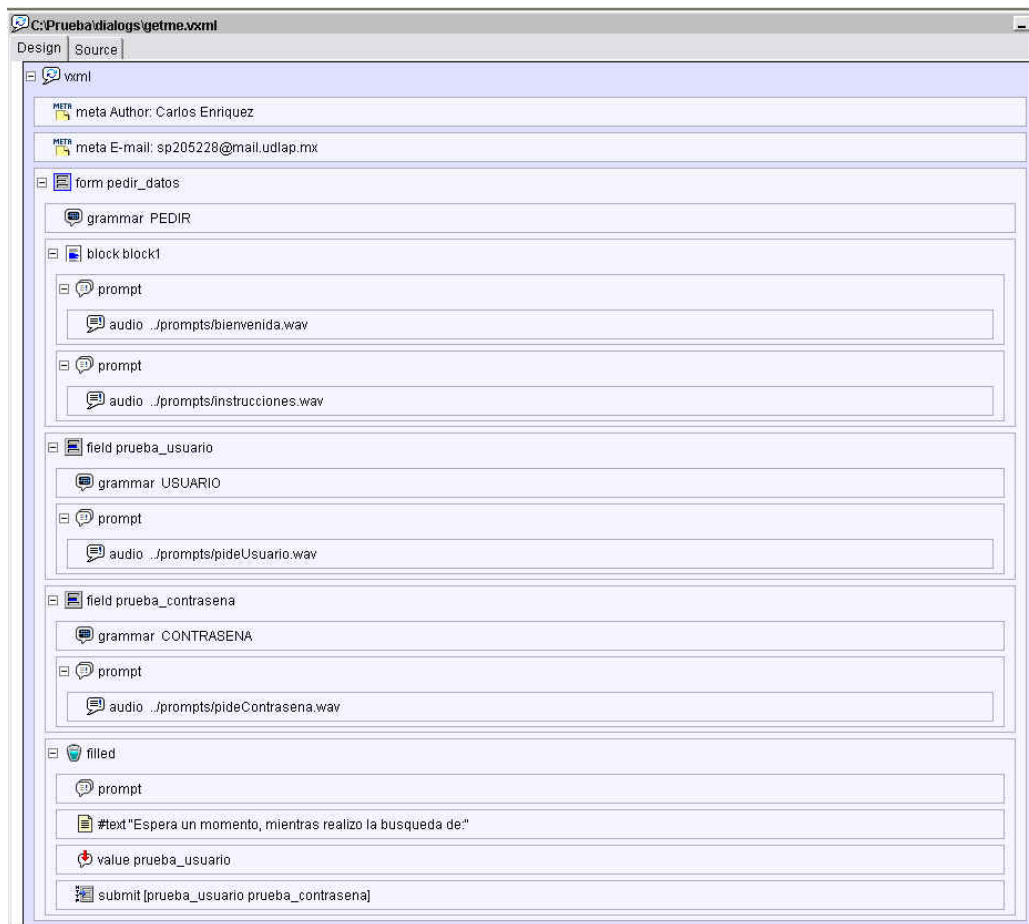 C:\Prueba\dialogs\getme.vxml
Design Source
vxml
META meta Author: Carlos Enriquez
META meta E-mail: sp205228@mail.udlap.mx
form pedir_datos
grammar PEDIR
block block1
prompt
audio ../prompts/bienvenida.wav
prompt
audio ../prompts/instrucciones.wav
field prueba_usuario
grammar USUARIO
prompt
audio ../prompts/pideUsuario.wav
field prueba_contrasena
grammar CONTRASENA
prompt
audio ../prompts/pideContrasena.wav
filled
prompt
#text "Espera un momento, mientras realizo la busqueda de:"
value prueba_usuario
submit [prueba_usuario prueba_contrasena]